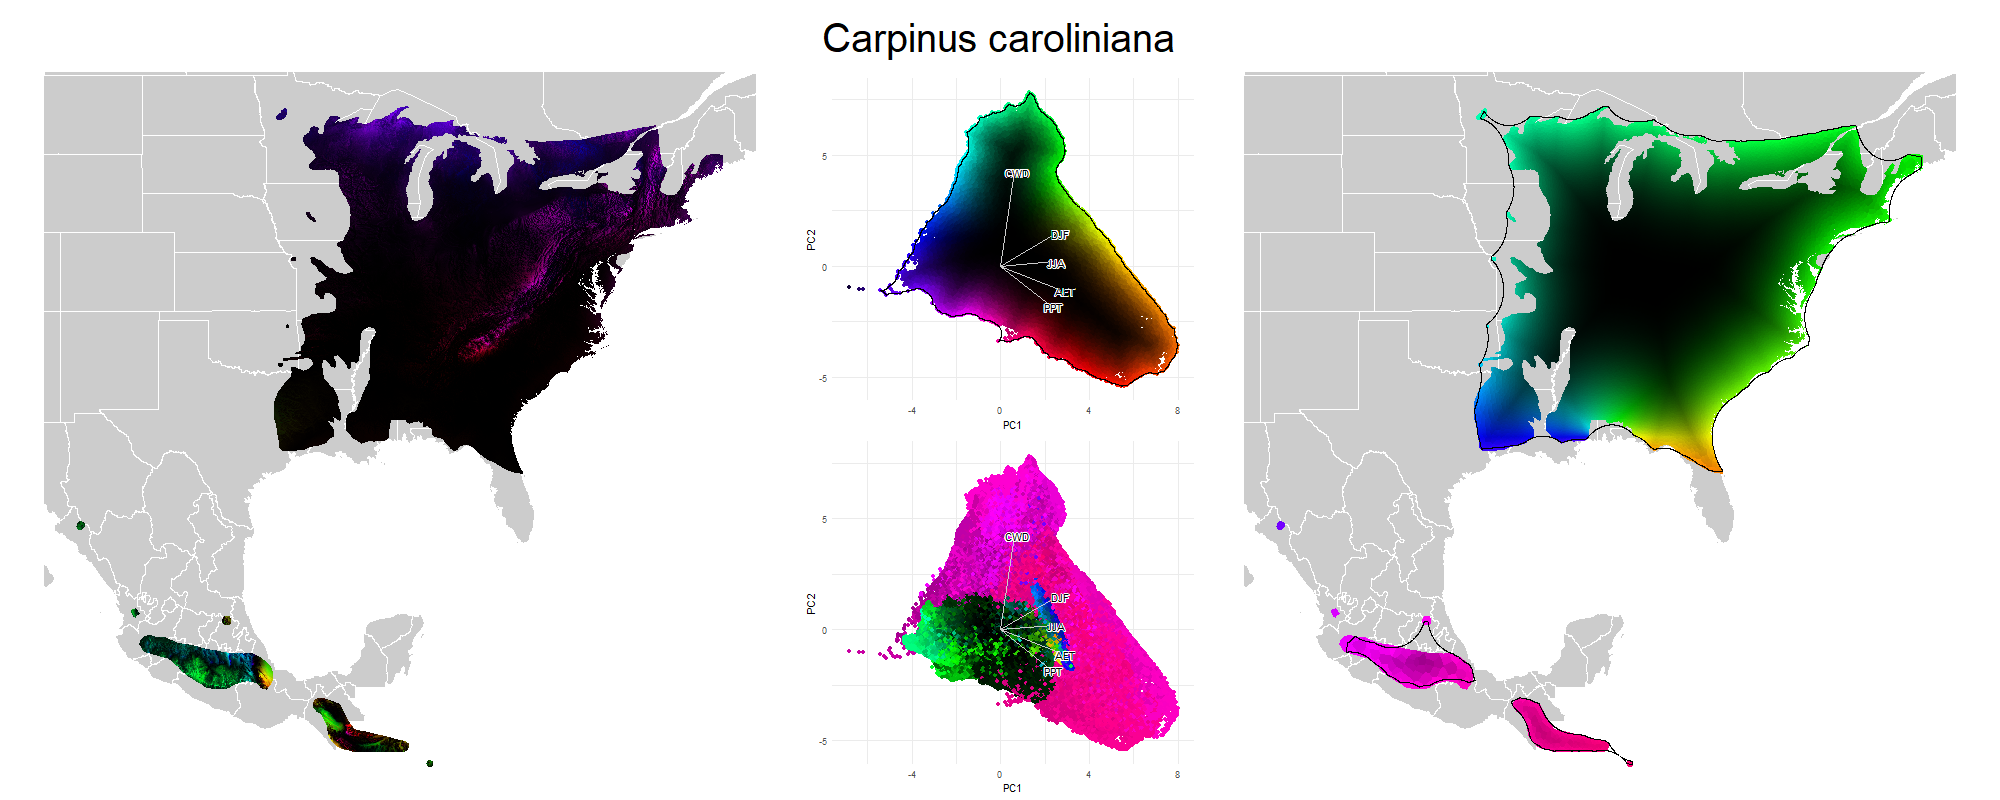 Carpinus caroliniana
PC2
5
0
-5
CWD
DJF
JJA
AET
PPT
-4
0
4
8
PC1
PC2
5
0
-5
CWD
DJF
JJA
AET
PPT
-4
0
4
8
PC1